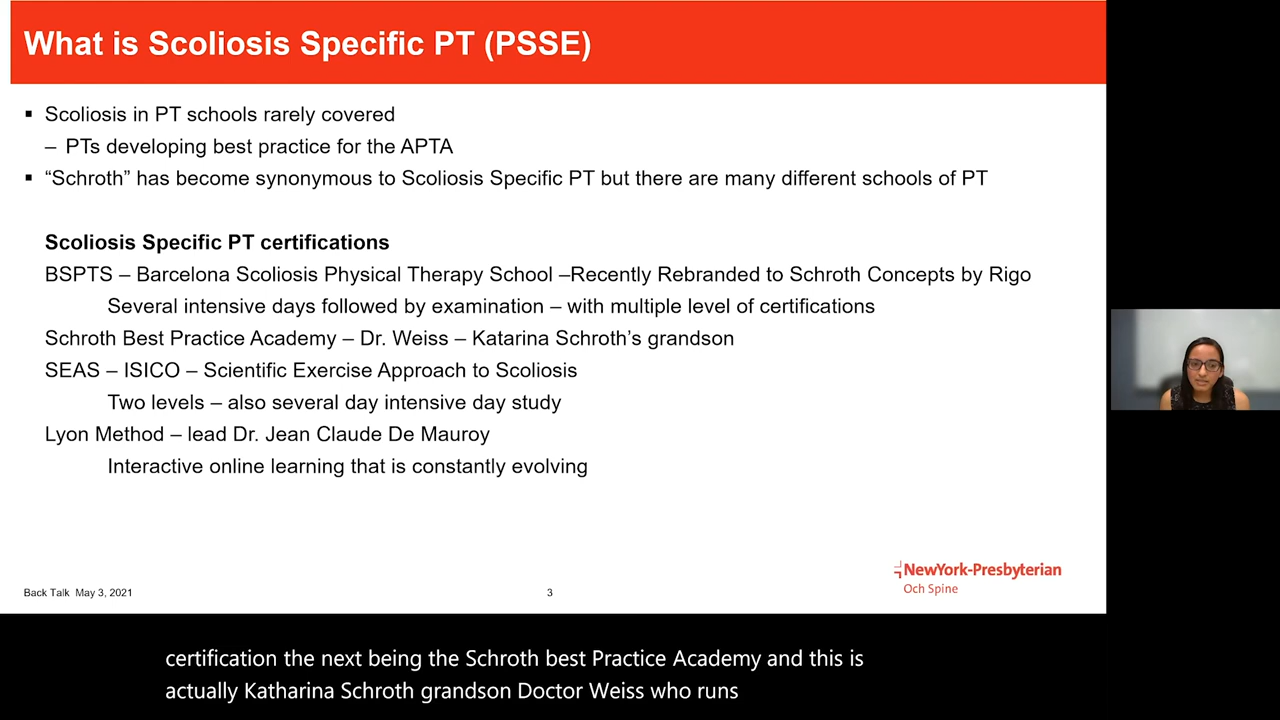 What is Scoliosis Specific PT (PSSE)
▪ Scoliosis in PT schools rarely covered
– PTs developing best practice for the APTA
▪ “Schroth” has become synonymous to Scoliosis Specific PT but there are many different schools of PT
Scoliosis Specific PT certifications
BSPTS – Barcelona Scoliosis Physical Therapy School –Recently Rebranded to Schroth Concepts by Rigo
Several intensive days followed by examination – with multiple level of certifications
Schroth Best Practice Academy – Dr. Weiss – Katarina Schroth’s grandson
SEAS – ISICO – Scientific Exercise Approach to Scoliosis
Two levels – also several day intensive day study
Lyon Method – lead Dr. Jean Claude De Mauroy
Interactive online learning that is constantly evolving
NewYork-Presbyterian
Och Spine
Back Talk May 3, 2021
3
certification the next being the Schroth best Practice Academy and this is
actually Katharina Schroth grandson Doctor Weiss who runs